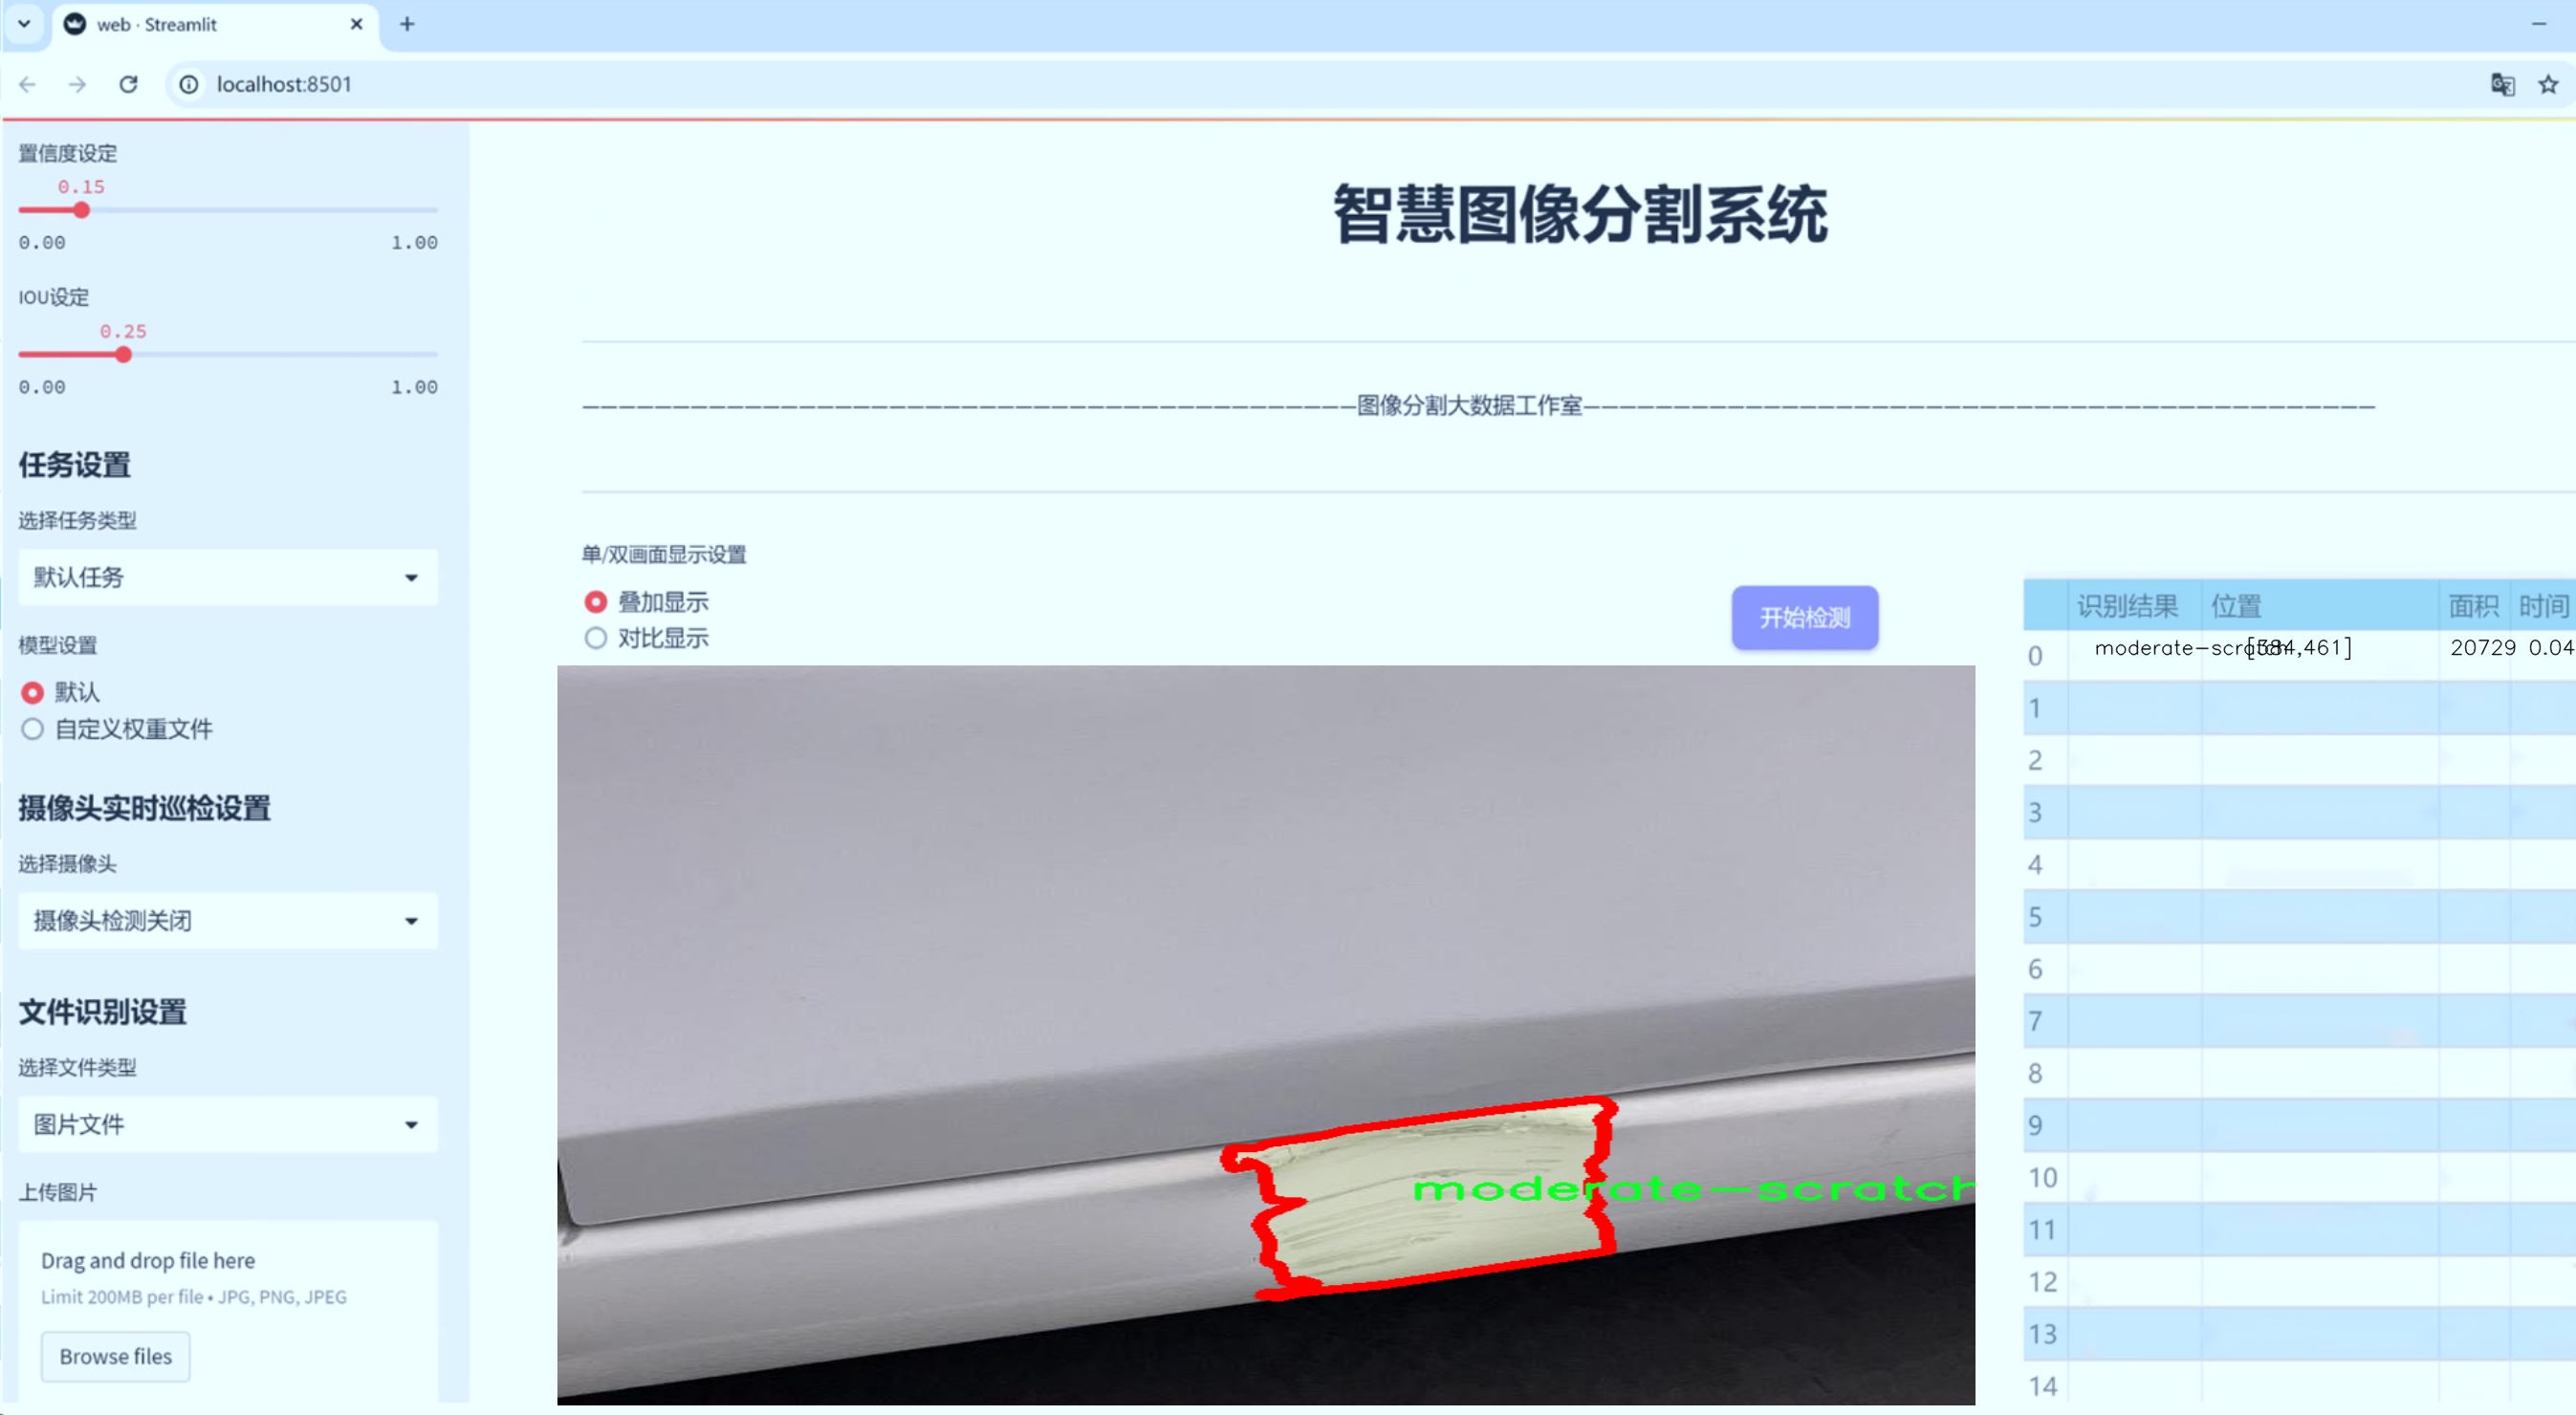 web · Streamlit
localhost:8501
置信度设定
0.15
0.00 1.00
IOU设定
0.25
0.00 1.00
任务设置
选择任务类型
默认任务
模型设置
默认
自定义权重文件
摄像头实时巡检设置
选择摄像头
摄像头检测关闭
文件识别设置
选择文件类型
图片文件
上传图片
Drag and drop file here
Limit 200MB per file • JPG, PNG, JPEG
Browse files
智慧图像分割系统
图像分割大数据工作室
单/双画面显示设置
叠加显示
对比显示
开始检测
moderate-scratch
识别结果 位置 面积 时间
0 moderate-scratch ,461] 20729 0.04
1
2
3
4
5
6
7
8
9
10
11
12
13
14